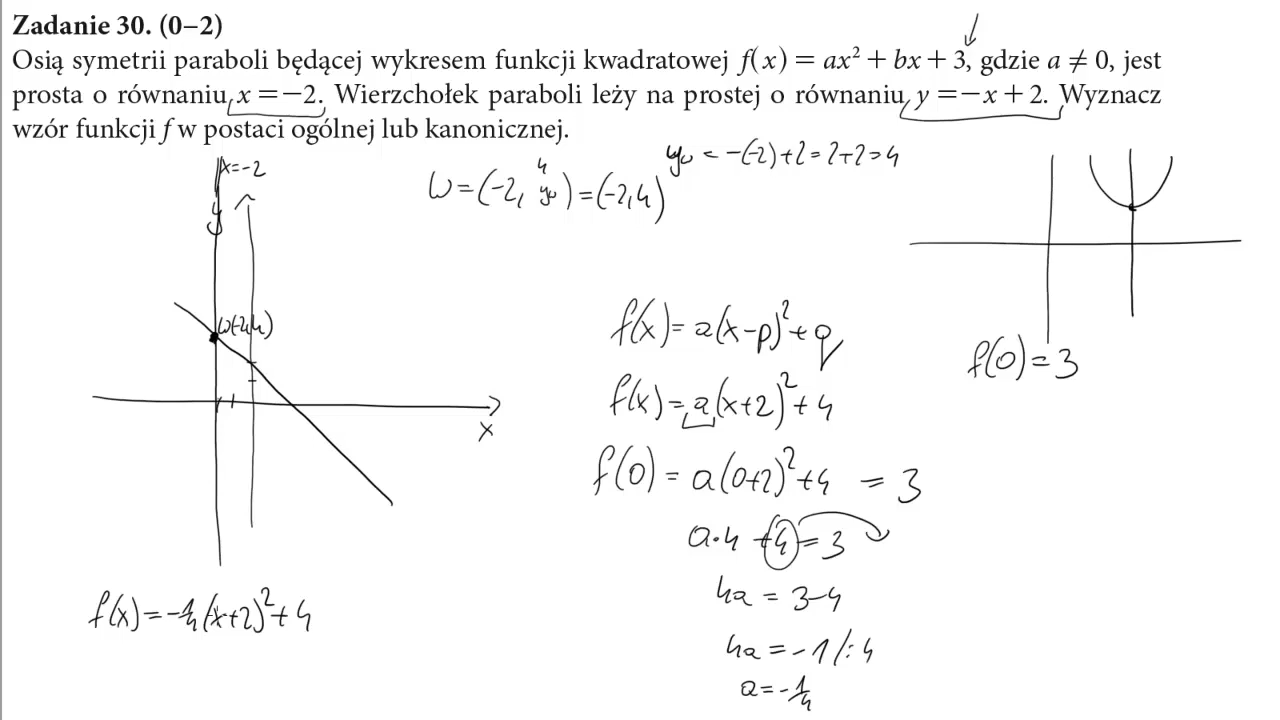 Zadanie 30. (0–2)
Osią symetrii paraboli będącej wykresem funkcji kwadratowej f(x) = ax² + bx + 3, gdzie a ≠ 0, jest
prosta o równaniu x = −2. Wierzchołek paraboli leży na prostej o równaniu y = −x + 2. Wyznacz
wzór funkcji f w postaci ogólnej lub kanonicznej.
yw = -(-2)+2 = 2+2 = 4
x=-2
4
W = (-2, yw) = (-2,4)
y
W(-2,4)
x
f(x) = a(x-p)²+q
f(0) = 3
f(x) = a(x+2)²+4
f(0) = a(0+2)²+4 = 3
a·4 +4 = 3
4a = 3-4
f(x) = -1/4(x+2)²+4
4a = -1 /:4
a = -1/4